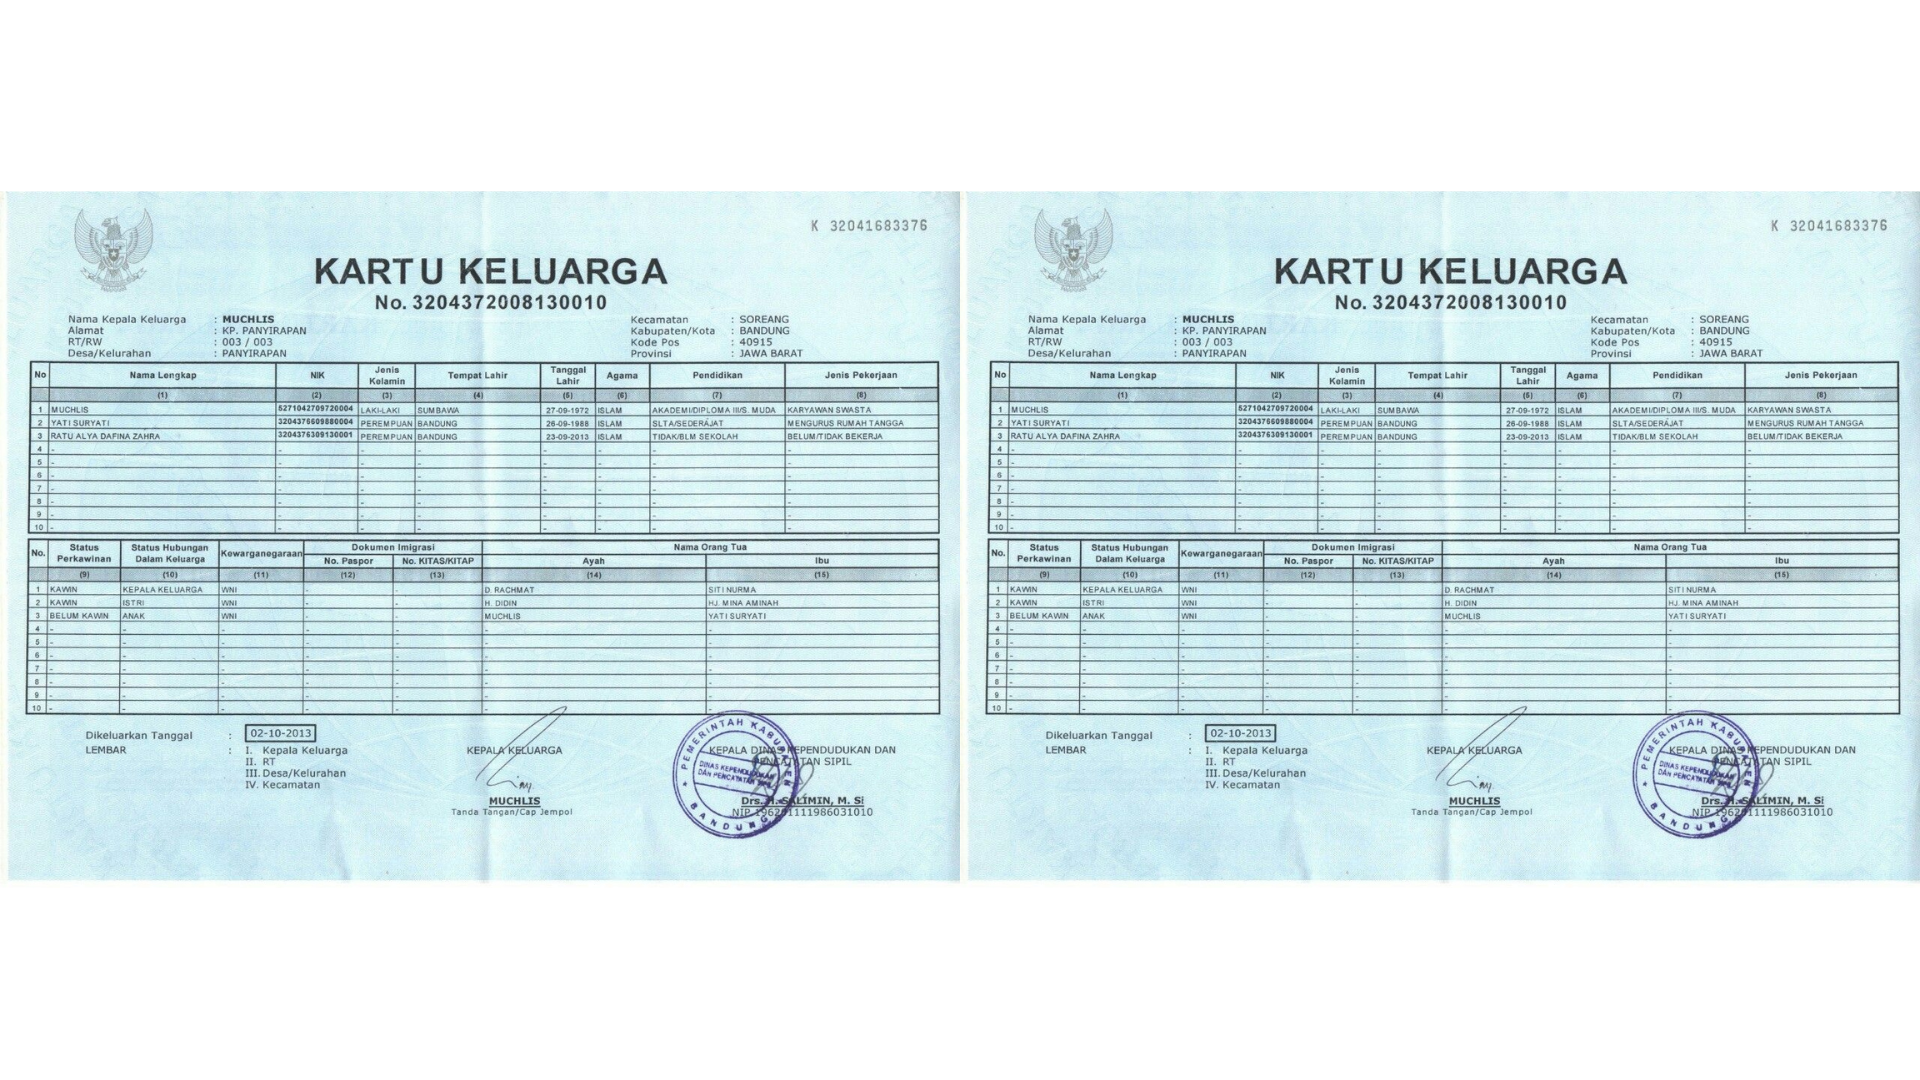 K 32041683376
KARTU KELUARGA
No. 3204372008130010
Nama Kepala Keluarga : MUCHLIS
Alamat : KP. PANYIRAPAN
RT/RW : 003 / 003
Desa/Kelurahan : PANYIRAPAN
Kecamatan : SOREANG
Kabupaten/Kota : BANDUNG
Kode Pos : 40915
Provinsi : JAWA BARAT
No Nama Lengkap NIK Jenis Kelamin Tempat Lahir Tanggal Lahir Agama Pendidikan Jenis Pekerjaan
(1) (2) (3) (4) (5) (6) (7) (8)
1 MUCHLIS 5271042709720004 LAKI-LAKI SUMBAWA 27-09-1972 ISLAM AKADEMI/DIPLOMA III/S. MUDA KARYAWAN SWASTA
2 YATI SURYATI 3204376609880004 PEREMPUAN BANDUNG 26-09-1988 ISLAM SLTA/SEDERAJAT MENGURUS RUMAH TANGGA
3 RATU ALYA DAFINA ZAHRA 3204376309130001 PEREMPUAN BANDUNG 23-09-2013 ISLAM TIDAK/BLM SEKOLAH BELUM/TIDAK BEKERJA
4 - - - - - - - -
5 - - - - - - - -
6 - - - - - - - -
7 - - - - - - - -
8 - - - - - - - -
9 - - - - - - - -
10 - - - - - - - -
No. Status Perkawinan Status Hubungan Dalam Keluarga Kewarganegaraan Dokumen Imigrasi Nama Orang Tua
No. Paspor No. KITAS/KITAP Ayah Ibu
(9) (10) (11) (12) (13) (14) (15)
1 KAWIN KEPALA KELUARGA WNI - - D. RACHMAT SITI NURMA
2 KAWIN ISTRI WNI - - H. DIDIN HJ. MINA AMINAH
3 BELUM KAWIN ANAK WNI - - MUCHLIS YATI SURYATI
4 - - - - - - -
5 - - - - - - -
6 - - - - - - -
7 - - - - - - -
8 - - - - - - -
9 - - - - - - -
10 - - - - - - -
Dikeluarkan Tanggal : 02-10-2013
LEMBAR : I. Kepala Keluarga
II. RT
III. Desa/Kelurahan
IV. Kecamatan
KEPALA KELUARGA
MUCHLIS
Tanda Tangan/Cap Jempol
KEPALA DINAS KEPENDUDUKAN DAN
PENCATATAN SIPIL
PEMERINTAH KABUPATEN
DINAS KEPENDUDUKAN
DAN PENCATATAN SIPIL
BANDUNG
Drs. H. SALIMIN, M. Si
K 32041683376
KARTU KELUARGA
No. 3204372008130010
Nama Kepala Keluarga : MUCHLIS
Alamat : KP. PANYIRAPAN
RT/RW : 003 / 003
Desa/Kelurahan : PANYIRAPAN
Kecamatan : SOREANG
Kabupaten/Kota : BANDUNG
Kode Pos : 40915
Provinsi : JAWA BARAT
No Nama Lengkap NIK Jenis Kelamin Tempat Lahir Tanggal Lahir Agama Pendidikan Jenis Pekerjaan
(1) (2) (3) (4) (5) (6) (7) (8)
1 MUCHLIS 5271042709720004 LAKI-LAKI SUMBAWA 27-09-1972 ISLAM AKADEMI/DIPLOMA III/S. MUDA KARYAWAN SWASTA
2 YATI SURYATI 3204376609880004 PEREMPUAN BANDUNG 26-09-1988 ISLAM SLTA/SEDERAJAT MENGURUS RUMAH TANGGA
3 RATU ALYA DAFINA ZAHRA 3204376309130001 PEREMPUAN BANDUNG 23-09-2013 ISLAM TIDAK/BLM SEKOLAH BELUM/TIDAK BEKERJA
4 - - - - - - - -
5 - - - - - - - -
6 - - - - - - - -
7 - - - - - - - -
8 - - - - - - - -
9 - - - - - - - -
10 - - - - - - - -
No. Status Perkawinan Status Hubungan Dalam Keluarga Kewarganegaraan Dokumen Imigrasi Nama Orang Tua
No. Paspor No. KITAS/KITAP Ayah Ibu
(9) (10) (11) (12) (13) (14) (15)
1 KAWIN KEPALA KELUARGA WNI - - D. RACHMAT SITI NURMA
2 KAWIN ISTRI WNI - - H. DIDIN HJ. MINA AMINAH
3 BELUM KAWIN ANAK WNI - - MUCHLIS YATI SURYATI
4 - - - - - - -
5 - - - - - - -
6 - - - - - - -
7 - - - - - - -
8 - - - - - - -
9 - - - - - - -
10 - - - - - - -
Dikeluarkan Tanggal : 02-10-2013
LEMBAR : I. Kepala Keluarga
II. RT
III. Desa/Kelurahan
IV. Kecamatan
KEPALA KELUARGA
MUCHLIS
Tanda Tangan/Cap Jempol
KEPALA DINAS KEPENDUDUKAN DAN
PENCATATAN SIPIL
PEMERINTAH KABUPATEN
DINAS KEPENDUDUKAN
DAN PENCATATAN SIPIL
BANDUNG
Drs. H. SALIMIN, M. Si